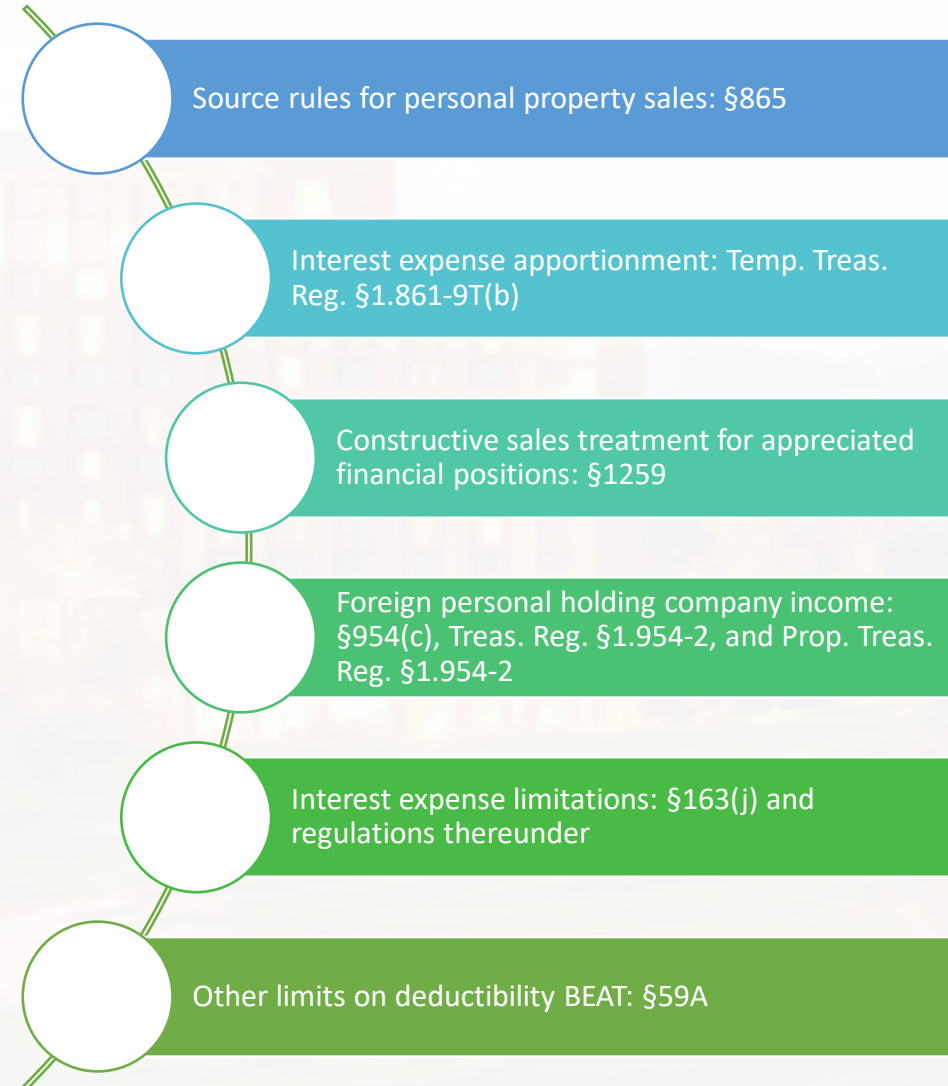 Source rules for personal property sales: §865
Interest expense apportionment: Temp. Treas.
Reg. §1.861-9T(b)
Constructive sales treatment for appreciated
financial positions: §1259
Foreign personal holding company income:
§954(c), Treas. Reg. §1.954-2, and Prop. Treas.
Reg. §1.954-2
Interest expense limitations: §163(j) and
regulations thereunder
Other limits on deductibility BEAT: §59A